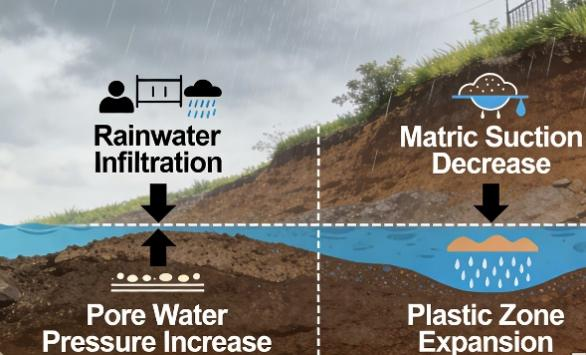 Rainwater
Infiltration
Matric Suction
Decrease
Pore Water
Pressure Increase
Plastic Zone
Expansion